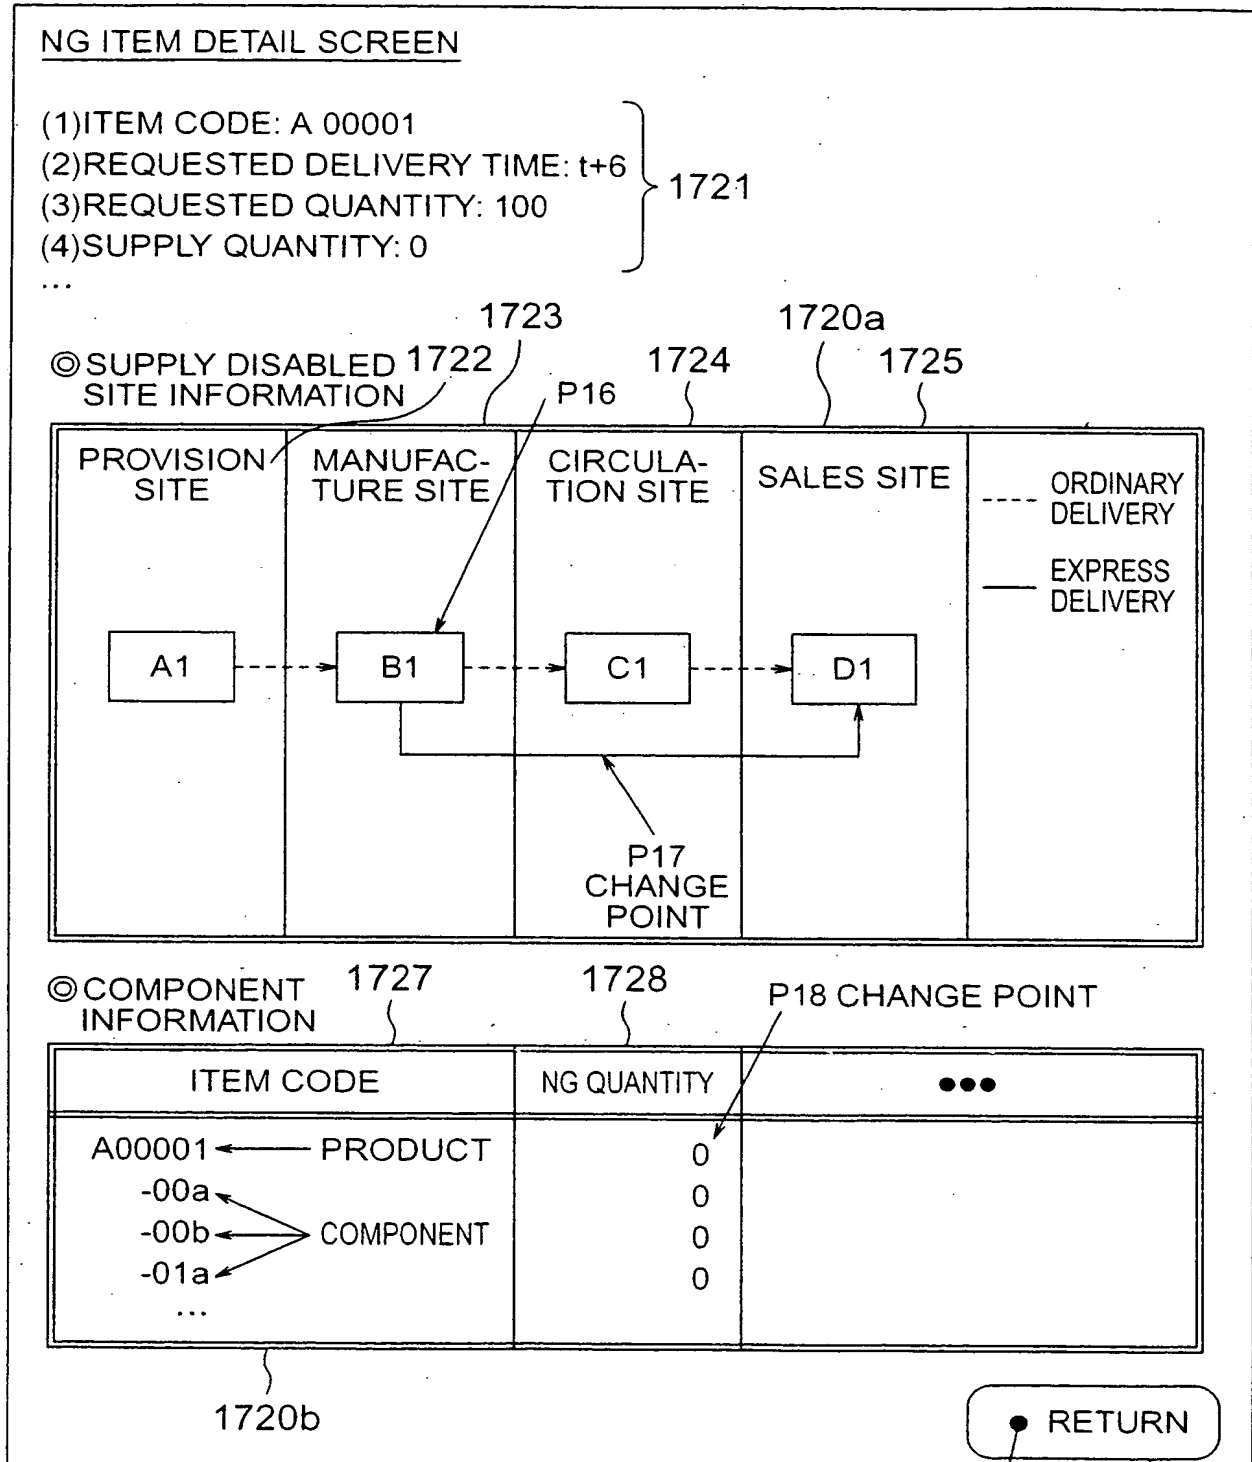 NG ITEM DETAIL SCREEN
(1)ITEM CODE: A 00001
(2)REQUESTED DELIVERY TIME: t+6
(3)REQUESTED QUANTITY: 100
(4)SUPPLY QUANTITY: 0
...
1721
1723
1720a
◎SUPPLY DISABLED
SITE INFORMATION
1722
P16
1724
1725
PROVISION
SITE
MANUFAC-
TURE SITE
CIRCULA-
TION SITE
SALES SITE
ORDINARY
DELIVERY
EXPRESS
DELIVERY
A1
B1
C1
D1
P17
CHANGE
POINT
◎COMPONENT
INFORMATION
1727
1728
P18 CHANGE POINT
ITEM CODE
NG QUANTITY
●●●
A00001
PRODUCT
0
-00a
0
-00b
COMPONENT
0
-01a
0
...
1720b
● RETURN